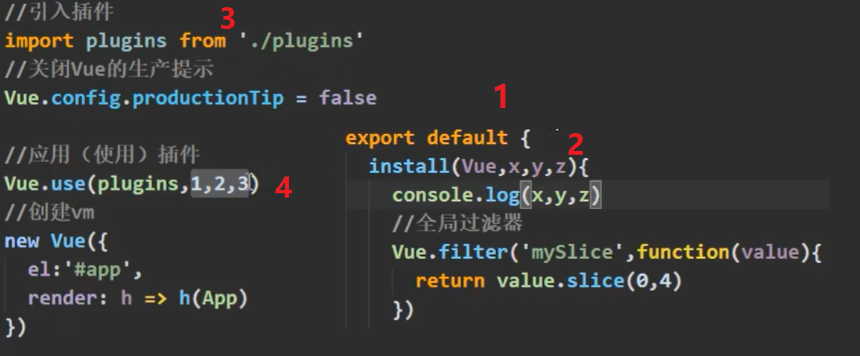 //引入插件
3
import plugins from './plugins'
//关闭Vue的生产提示
Vue.config.productionTip = false
//应用（使用）插件
Vue.use(plugins,1,2,3)
4
//创建vm
new Vue({
el:'#app',
render: h => h(App)
})
1
export default {
2
install(Vue,x,y,z){
console.log(x,y,z)
//全局过滤器
Vue.filter('mySlice',function(value){
return value.slice(0,4)
})